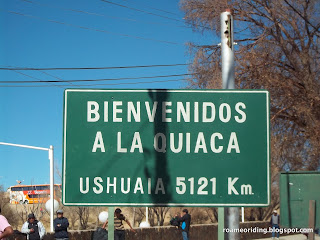 BIENVENIDOS
A LA QUIACA
USHUAIA 5121 Km.
roameoriding.blogspot.com